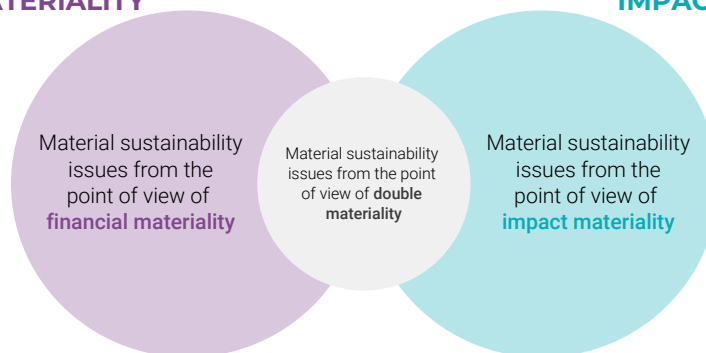 Material sustainability
issues from the
point of view of
financial materiality
Material sustainability
issues from the point
of view of double
materiality
Material sustainability
issues from the
point of view of
impact materiality